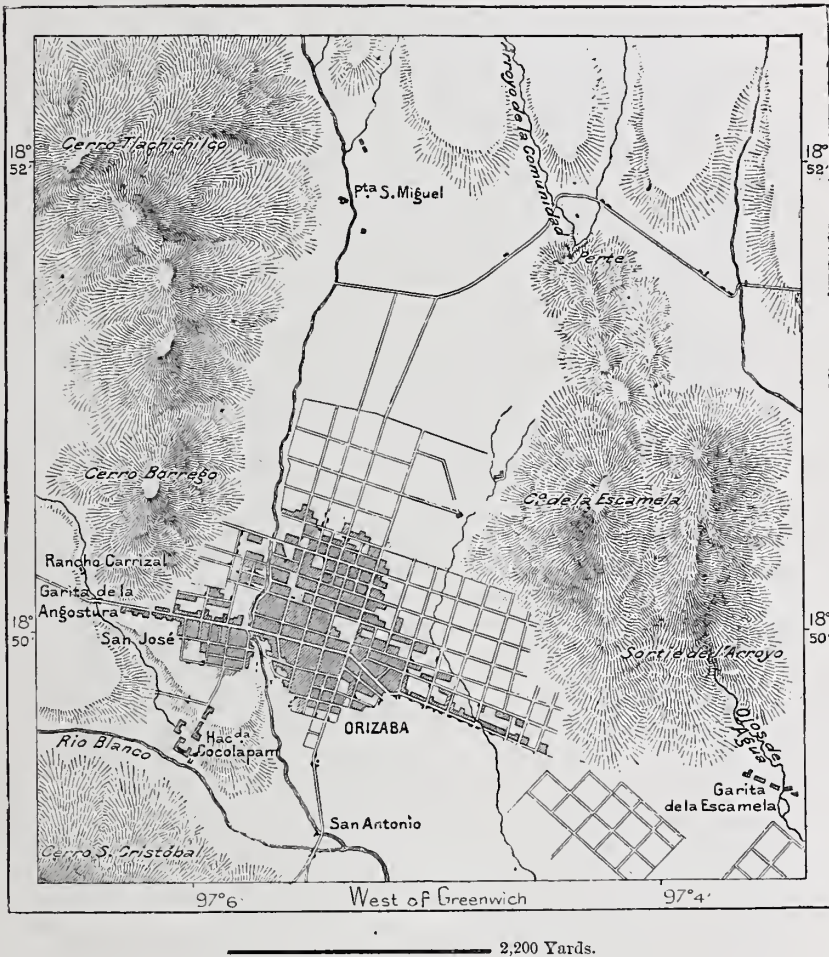 Cerro Tlachichilco
18°
52'
18°
52'
Arroyo de la Comunidad
pta. S. Miguel
Perte
Cerro Borrego
Co. de la Escamela
Rancho Carrizal
Garita de la
Angostura
18°
50'
18°
50'
San José
Sortie de l'Arroyo
ORIZABA
Hacda.
Cocolapam
Rio Blanco
Ojos de
Agua
Garita
de la Escamela
San Antonio
Cerro S. Cristóbal
97°6'
West of Greenwich
97°4'
2,200 Yards.